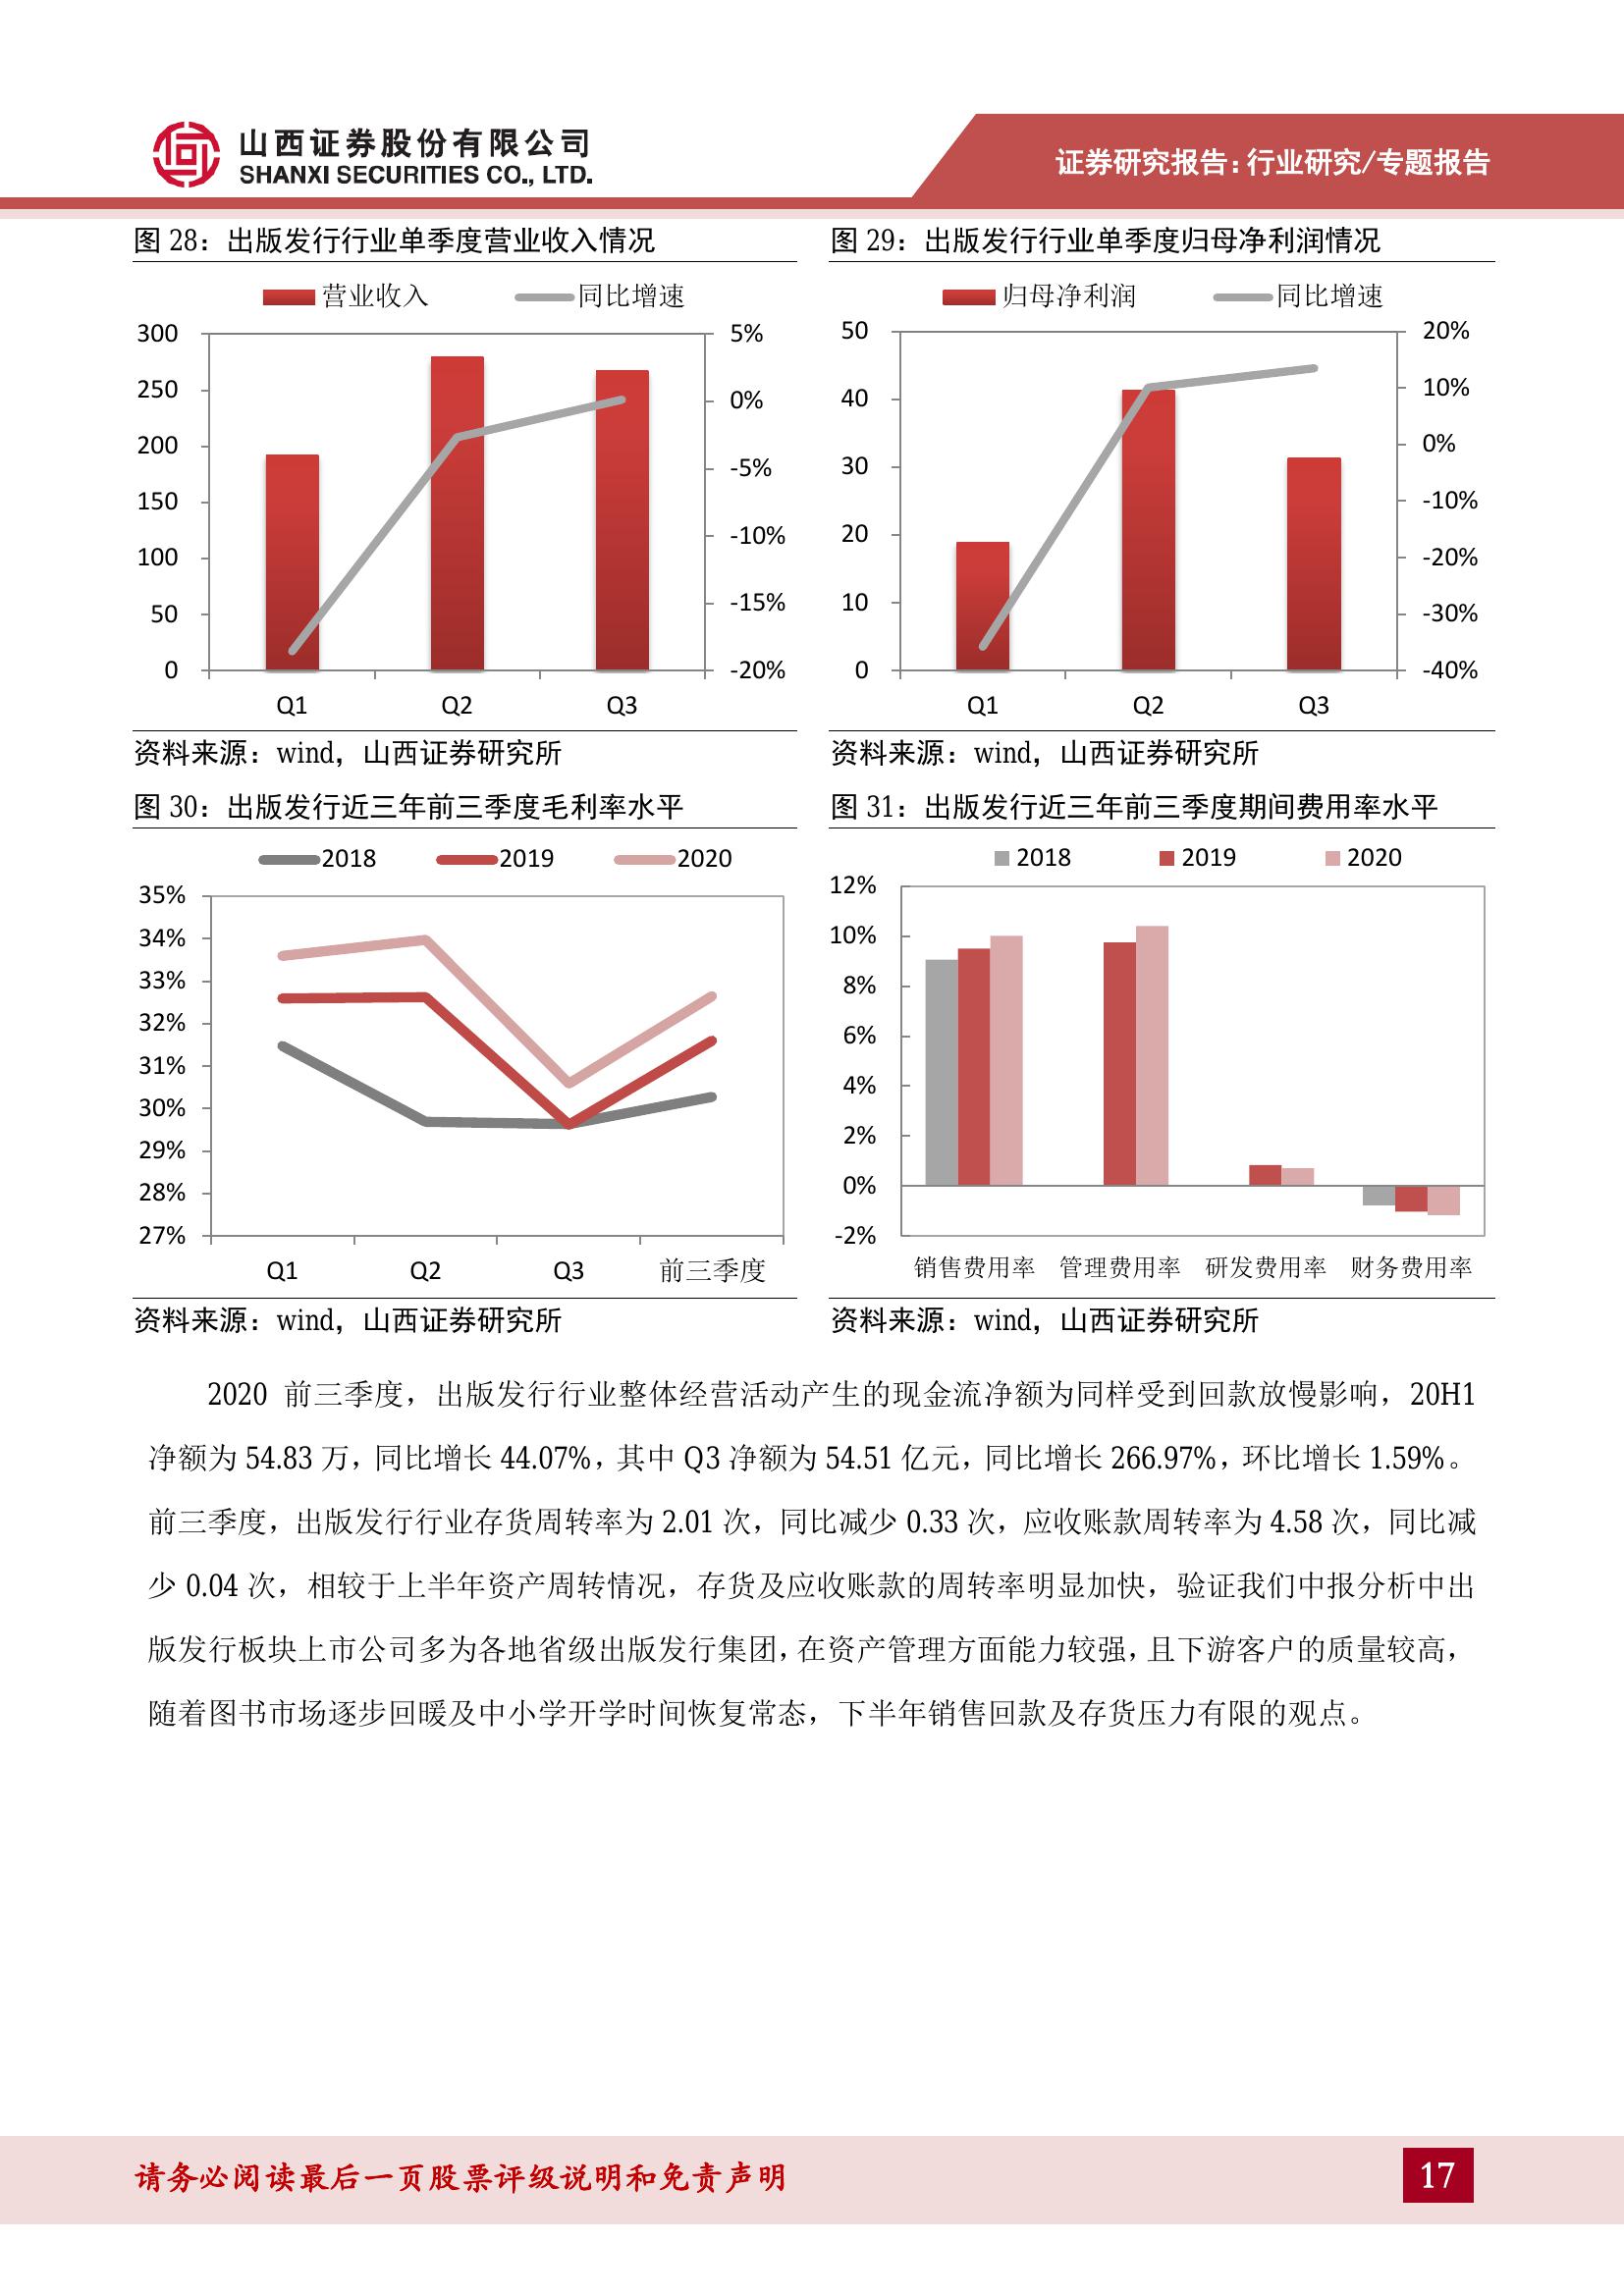 山西证券股份有限公司
SHANXI SECURITIES CO., LTD.
证券研究报告:行业研究/专题报告
图 28：出版发行行业单季度营业收入情况
营业收入 同比增速
300
250
200
150
100
50
0
5%
0%
-5%
-10%
-15%
-20%
Q1 Q2 Q3
资料来源：wind，山西证券研究所
图 29：出版发行行业单季度归母净利润情况
归母净利润 同比增速
50
40
30
20
10
0
20%
10%
0%
-10%
-20%
-30%
-40%
Q1 Q2 Q3
资料来源：wind，山西证券研究所
图 30：出版发行近三年前三季度毛利率水平
2018 2019 2020
35%
34%
33%
32%
31%
30%
29%
28%
27%
Q1 Q2 Q3 前三季度
资料来源：wind，山西证券研究所
图 31：出版发行近三年前三季度期间费用率水平
2018 2019 2020
12%
10%
8%
6%
4%
2%
0%
-2%
销售费用率 管理费用率 研发费用率 财务费用率
资料来源：wind，山西证券研究所
2020 前三季度，出版发行行业整体经营活动产生的现金流净额为同样受到回款放慢影响，20H1
净额为 54.83 万，同比增长 44.07%，其中 Q3 净额为 54.51 亿元，同比增长 266.97%，环比增长 1.59%。
前三季度，出版发行行业存货周转率为 2.01 次，同比减少 0.33 次，应收账款周转率为 4.58 次，同比减
少 0.04 次，相较于上半年资产周转情况，存货及应收账款的周转率明显加快，验证我们中报分析中出
版发行板块上市公司多为各地省级出版发行集团，在资产管理方面能力较强，且下游客户的质量较高，
随着图书市场逐步回暖及中小学开学时间恢复常态，下半年销售回款及存货压力有限的观点。
请务必阅读最后一页股票评级说明和免责声明
17